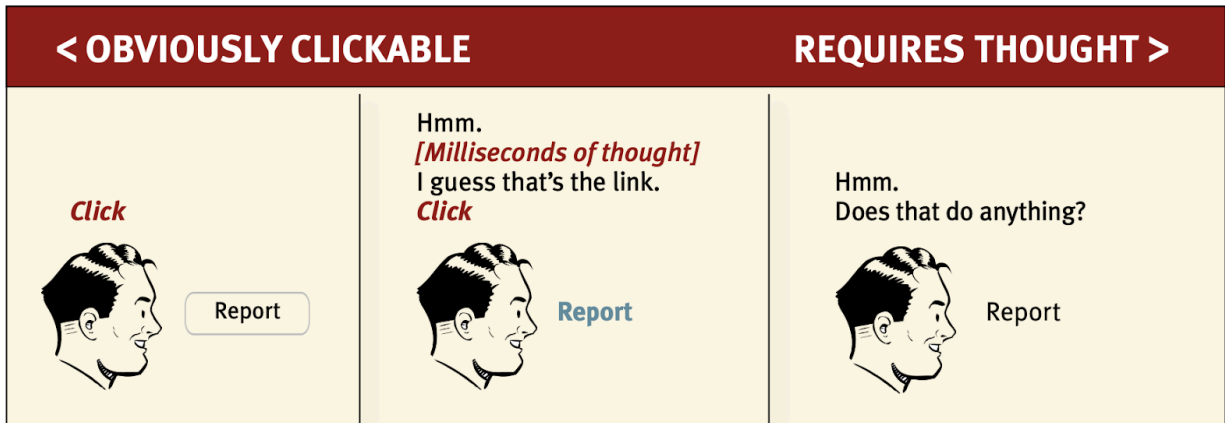 < OBVIOUSLY CLICKABLE
REQUIRES THOUGHT >
Click
Report
Hmm.
[Milliseconds of thought]
I guess that’s the link.
Click
Report
Hmm.
Does that do anything?
Report